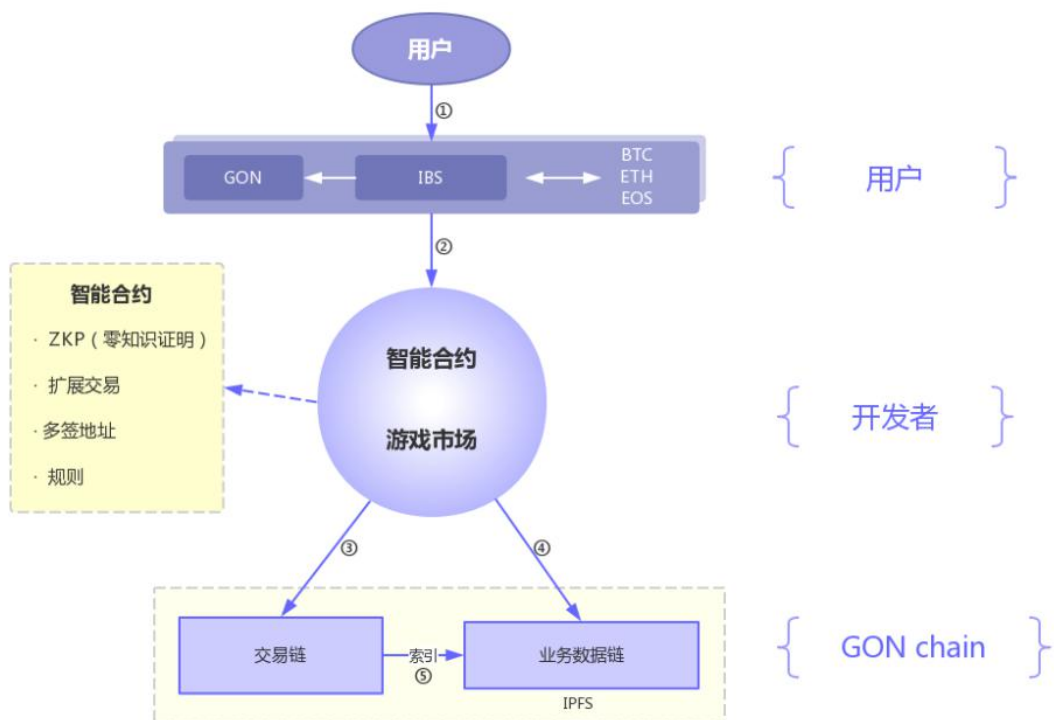 用户
①
GON
IBS
BTC
ETH
EOS
用户
②
智能合约
· ZKP（零知识证明）
· 扩展交易
·多签地址
· 规则
智能合约
游戏市场
开发者
③
④
交易链
索引
⑤
业务数据链
IPFS
GON chain